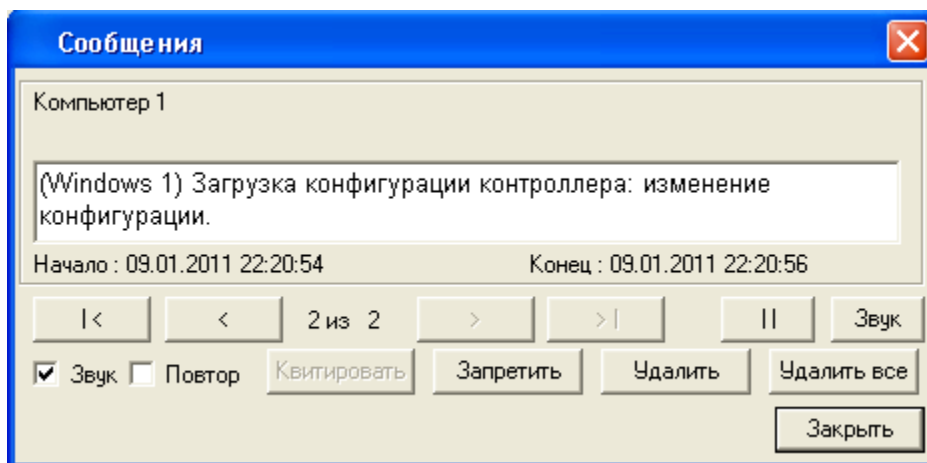 Сообщения
Компьютер 1
(Windows 1) Загрузка конфигурации контроллера: изменение
конфигурации.
Начало : 09.01.2011 22:20:54 Конец : 09.01.2011 22:20:56
|< < 2 из 2 > >| || Звук
Звук Повтор Квитировать Запретить Удалить Удалить все
Закрыть